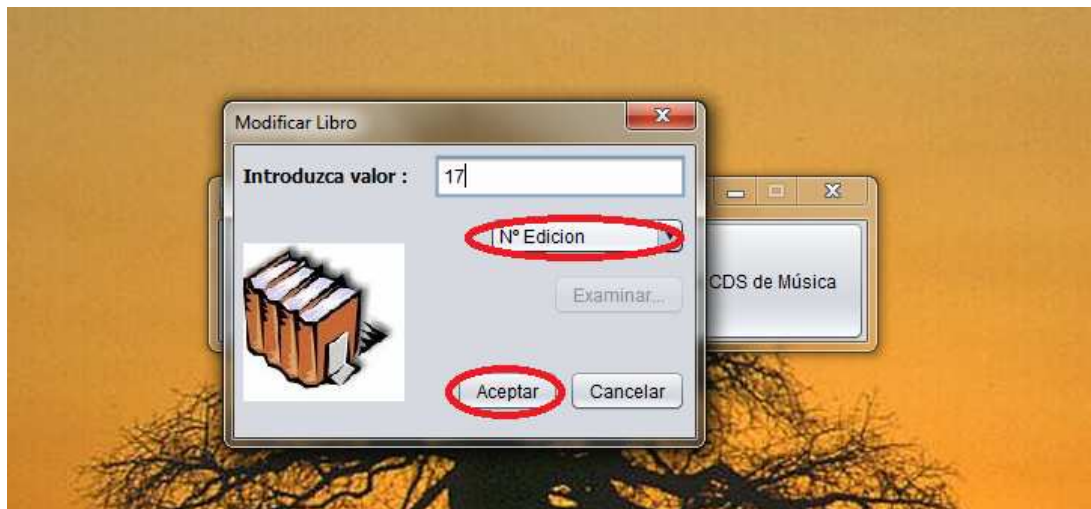 Modificar Libro
Introduzca valor :
17
Nº Edicion
Examinar...
CDS de Música
Aceptar
Cancelar